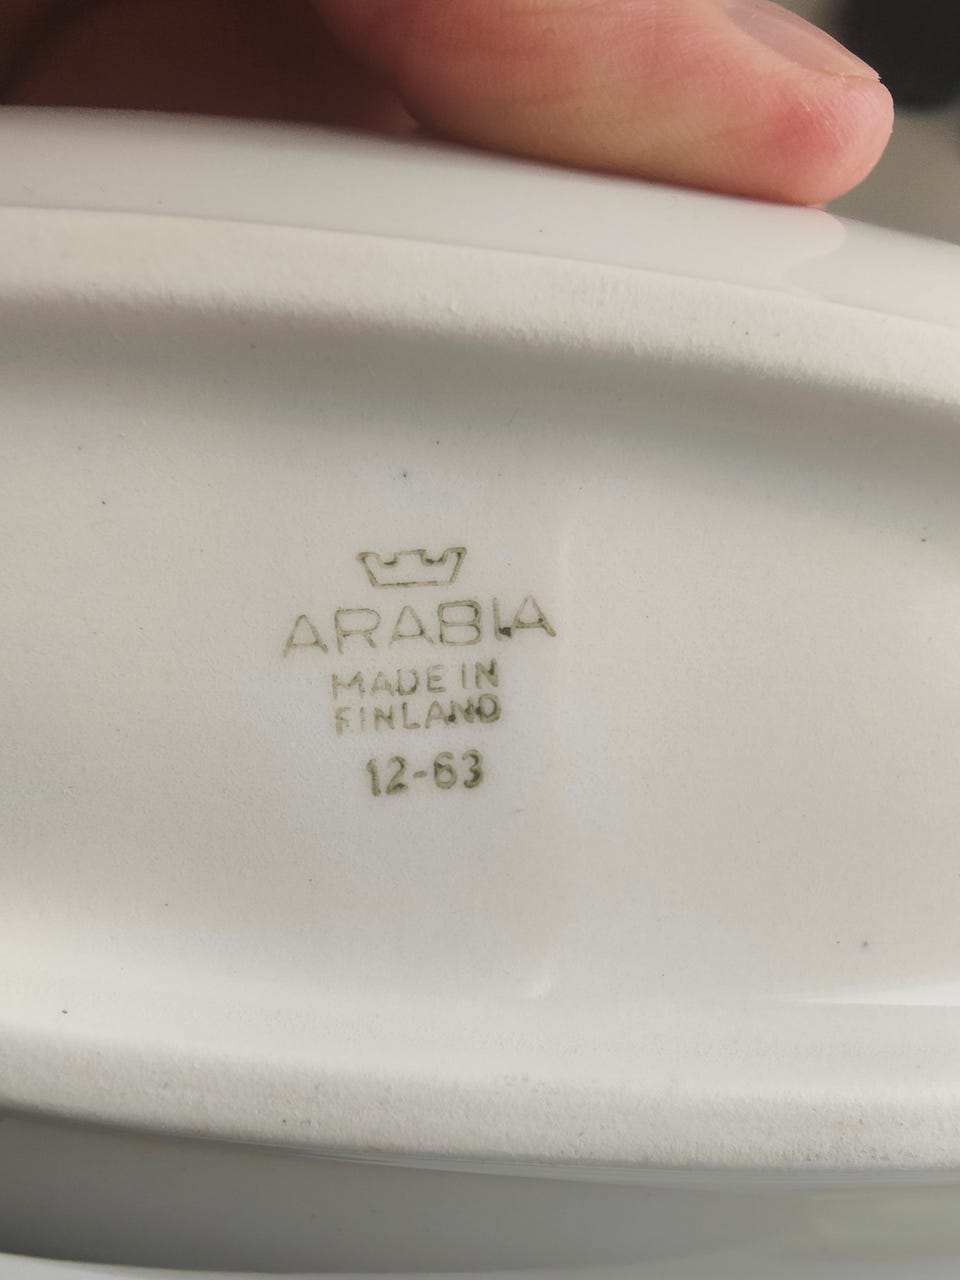 ARABIA
MADE IN
FINLAND
12-63